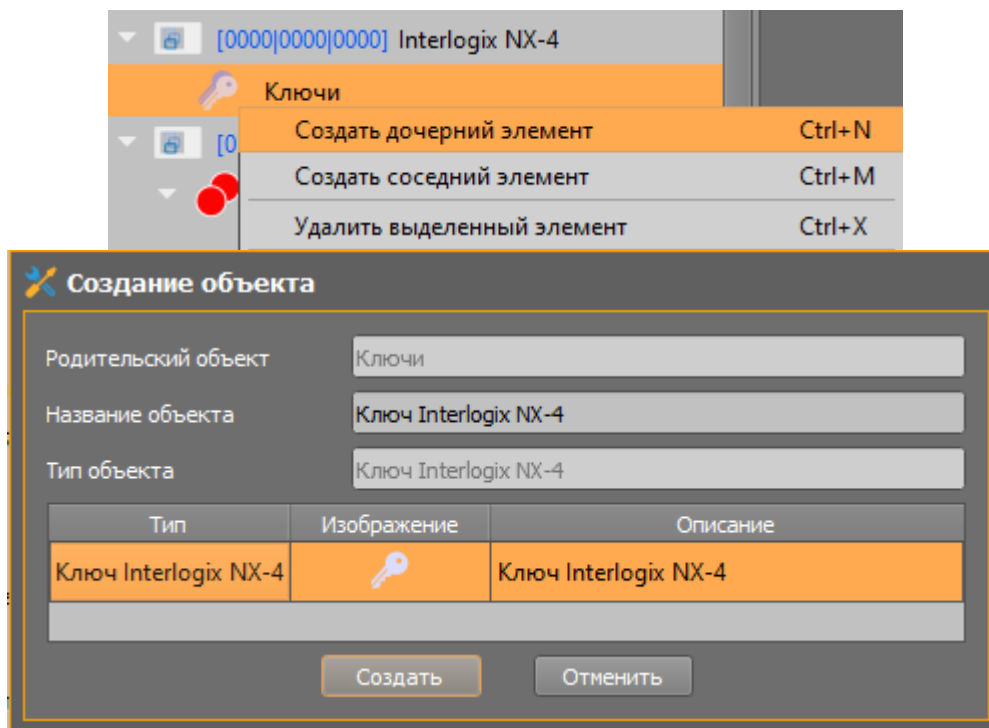 [0000|0000|0000] Interlogix NX-4
Ключи
Создать дочерний элемент Ctrl+N
[0
Создать соседний элемент Ctrl+M
Удалить выделенный элемент Ctrl+X
Создание объекта
Родительский объект Ключи
Название объекта Ключ Interlogix NX-4
Тип объекта Ключ Interlogix NX-4
Тип Изображение Описание
Ключ Interlogix NX-4 Ключ Interlogix NX-4
Создать Отменить